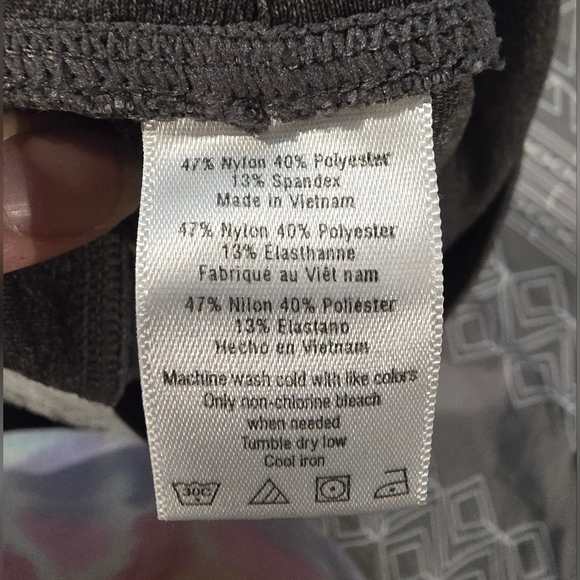 47% Nylon 40% Polyester
13% Spandex
Made in Vietnam
47% Nylon 40% Polyester
13% Elasthanne
Fabriqué au Viêt nam
47% Nilon 40% Poliéster
13% Elastano
Hecho en Vietnam
Machine wash cold with like colors
Only non-chlorine bleach
when needed
Tumble dry low
Cool iron
30C